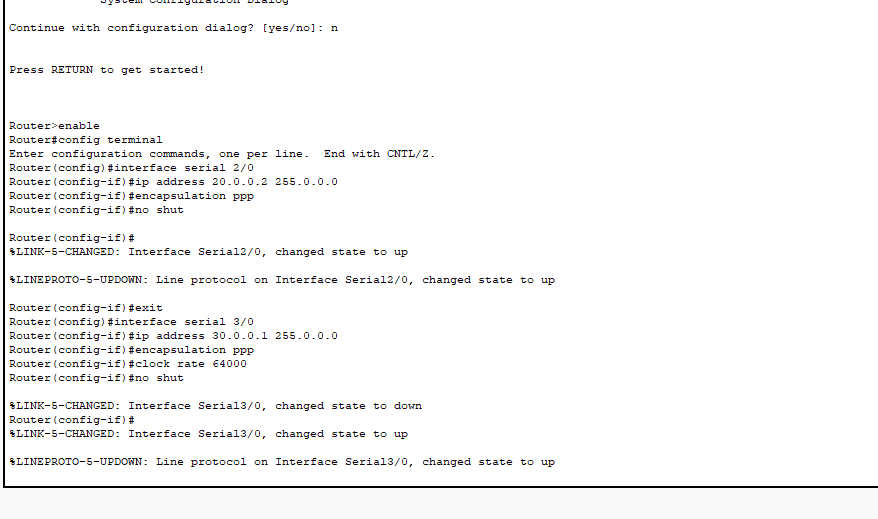 System Configuration Dialog
Continue with configuration dialog? [yes/no]: n
Press RETURN to get started!
Router>enable
Router#config terminal
Enter configuration commands, one per line.  End with CNTL/Z.
Router(config)#interface serial 2/0
Router(config-if)#ip address 20.0.0.2 255.0.0.0
Router(config-if)#encapsulation ppp
Router(config-if)#no shut
Router(config-if)#
%LINK-5-CHANGED: Interface Serial2/0, changed state to up
%LINEPROTO-5-UPDOWN: Line protocol on Interface Serial2/0, changed state to up
Router(config-if)#exit
Router(config)#interface serial 3/0
Router(config-if)#ip address 30.0.0.1 255.0.0.0
Router(config-if)#encapsulation ppp
Router(config-if)#clock rate 64000
Router(config-if)#no shut
%LINK-5-CHANGED: Interface Serial3/0, changed state to down
Router(config-if)#
%LINK-5-CHANGED: Interface Serial3/0, changed state to up
%LINEPROTO-5-UPDOWN: Line protocol on Interface Serial3/0, changed state to up